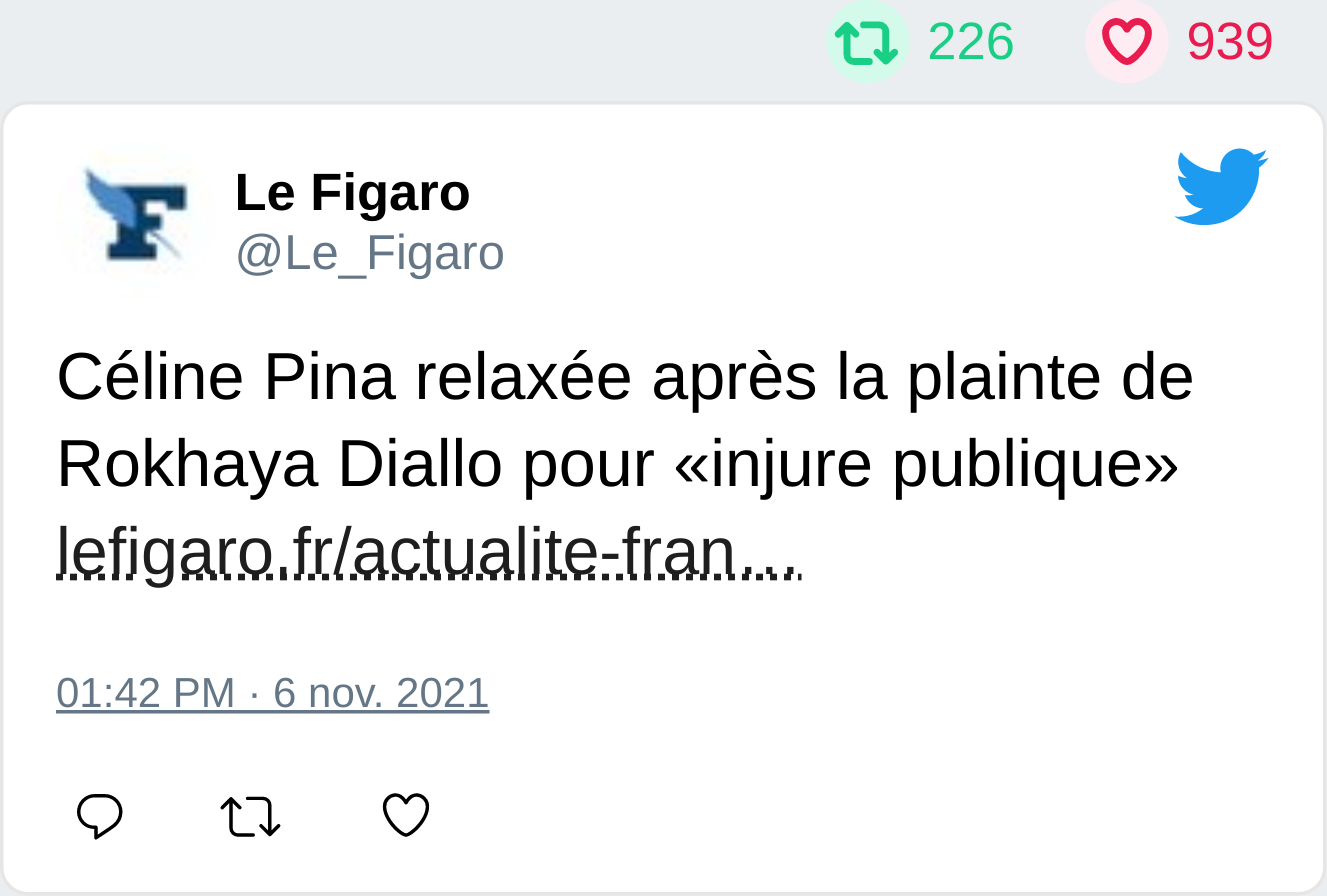 226 939
Le Figaro
@Le_Figaro
Céline Pina relaxée après la plainte de
Rokhaya Diallo pour «injure publique»
lefigaro.fr/actualite-fran…
01:42 PM · 6 nov. 2021